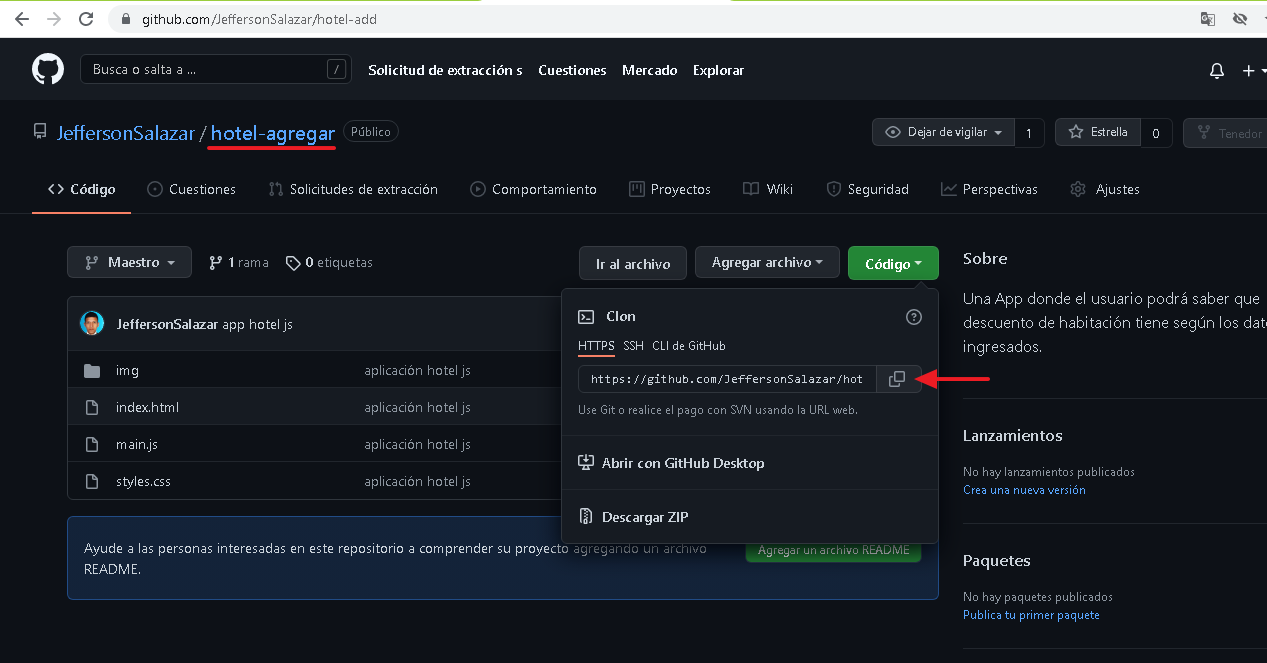 github.com/JeffersonSalazar/hotel-add
Busca o salta a ... / Solicitud de extracción s Cuestiones Mercado Explorar
JeffersonSalazar / hotel-agregar Público Dejar de vigilar 1 Estrella 0 Tenedor
Código Cuestiones Solicitudes de extracción Comportamiento Proyectos Wiki Seguridad Perspectivas Ajustes
Maestro 1 rama 0 etiquetas Ir al archivo Agregar archivo Código
JeffersonSalazar app hotel js
img aplicación hotel js
index.html aplicación hotel js
main.js aplicación hotel js
styles.css aplicación hotel js
Ayude a las personas interesadas en este repositorio a comprender su proyecto agregando un archivo
README.
Agregar un archivo README
Clon
HTTPS SSH CLI de GitHub
https://github.com/JeffersonSalazar/hot
Use Git o realice el pago con SVN usando la URL web.
Abrir con GitHub Desktop
Descargar ZIP
Sobre
Una App donde el usuario podrá saber que
descuento de habitación tiene según los dat
ingresados.
Lanzamientos
No hay lanzamientos publicados
Crea una nueva versión
Paquetes
No hay paquetes publicados
Publica tu primer paquete